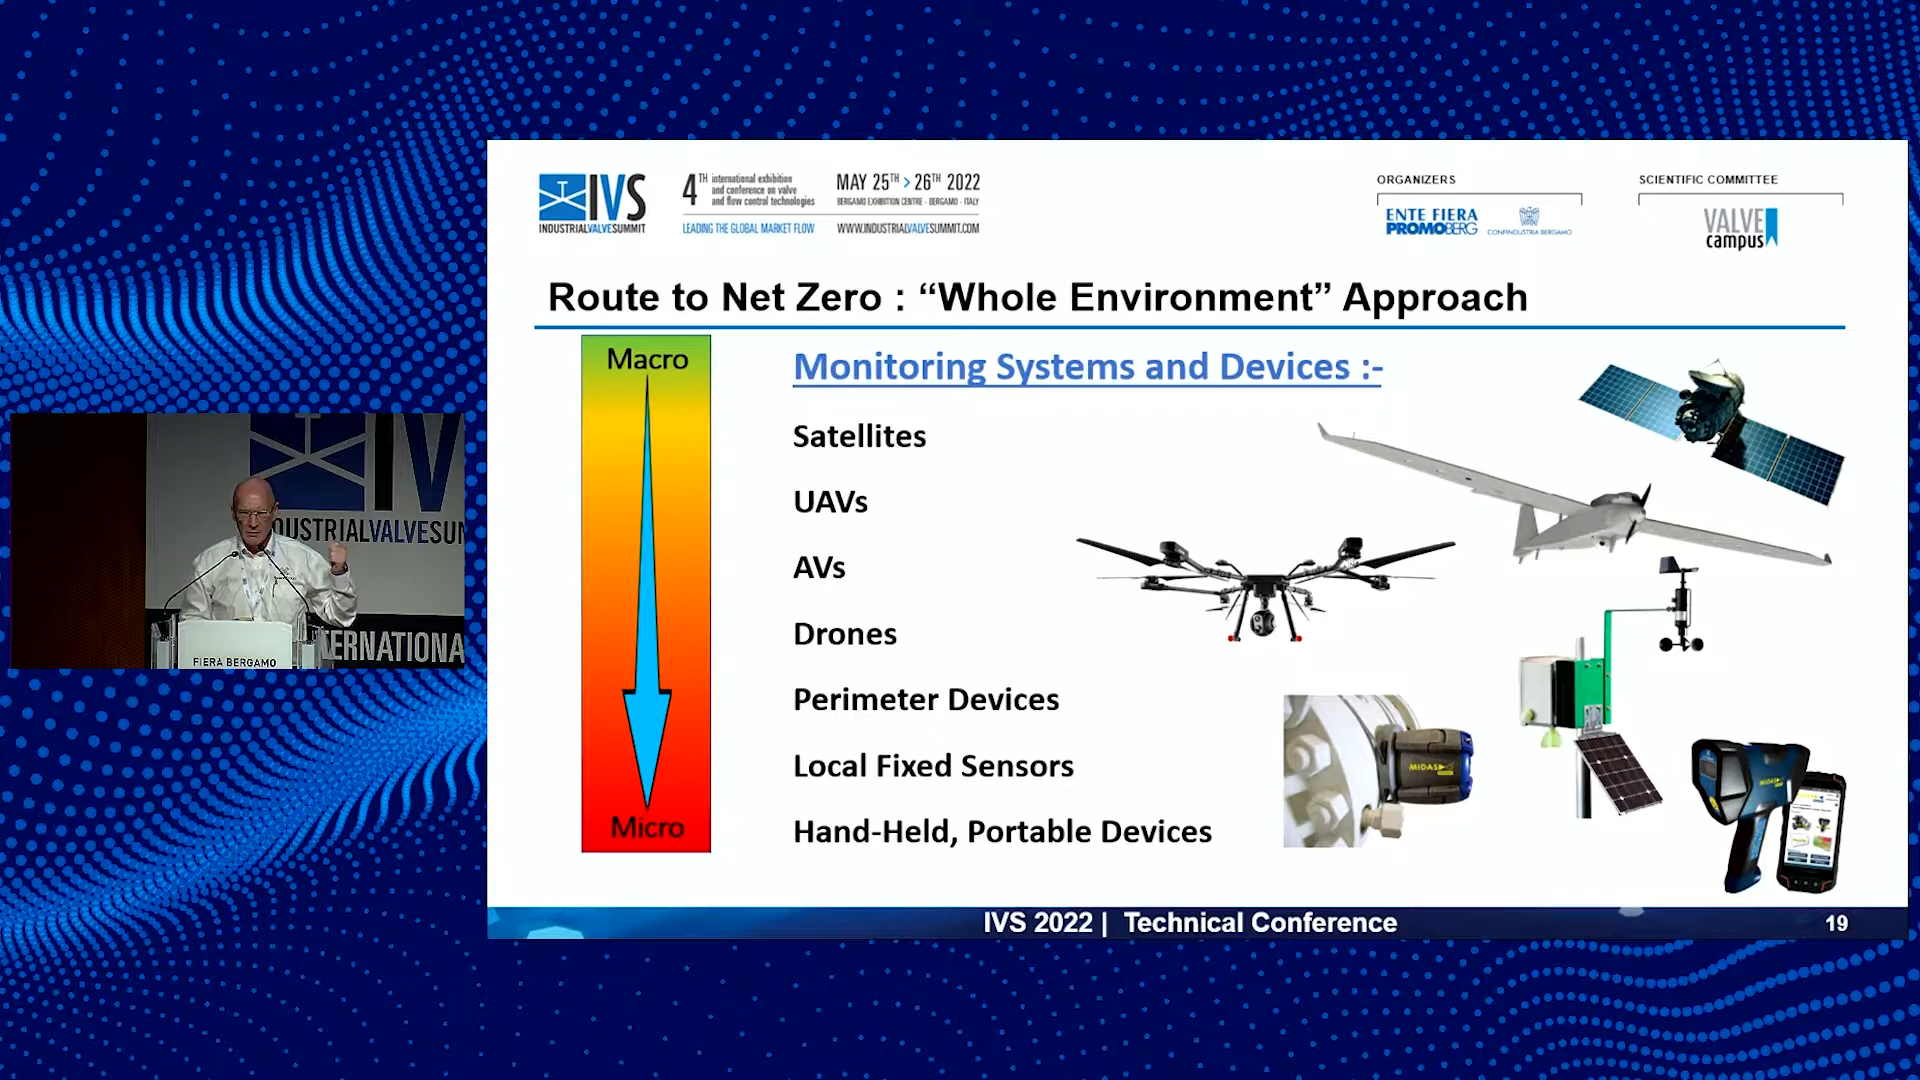 IVS
INDUSTRIALVALVESUMMIT
4TH international exhibition
and conference on valve
and flow control technologies
LEADING THE GLOBAL MARKET FLOW
MAY 25TH > 26TH 2022
BERGAMO EXHIBITION CENTRE - BERGAMO - ITALY
WWW.INDUSTRIALVALVESUMMIT.COM
ORGANIZERS
ENTE FIERA
PROMOBERG
CONFINDUSTRIA BERGAMO
SCIENTIFIC COMMITTEE
VALVE
campus
Route to Net Zero : “Whole Environment” Approach
Macro
Micro
Monitoring Systems and Devices :-
Satellites
UAVs
AVs
Drones
Perimeter Devices
Local Fixed Sensors
Hand-Held, Portable Devices
MIDAS
IV
DUSTRIALVALVESUM
ERNATIONA
FIERA BERGAMO
IVS 2022 | Technical Conference
19